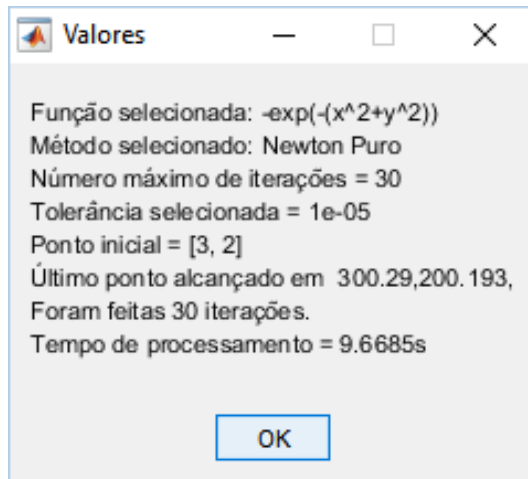 Valores
Função selecionada: -exp(-(x^2+y^2))
Método selecionado: Newton Puro
Número máximo de iterações = 30
Tolerância selecionada = 1e-05
Ponto inicial = [3, 2]
Último ponto alcançado em  300.29,200.193,
Foram feitas 30 iterações.
Tempo de processamento = 9.6685s
OK